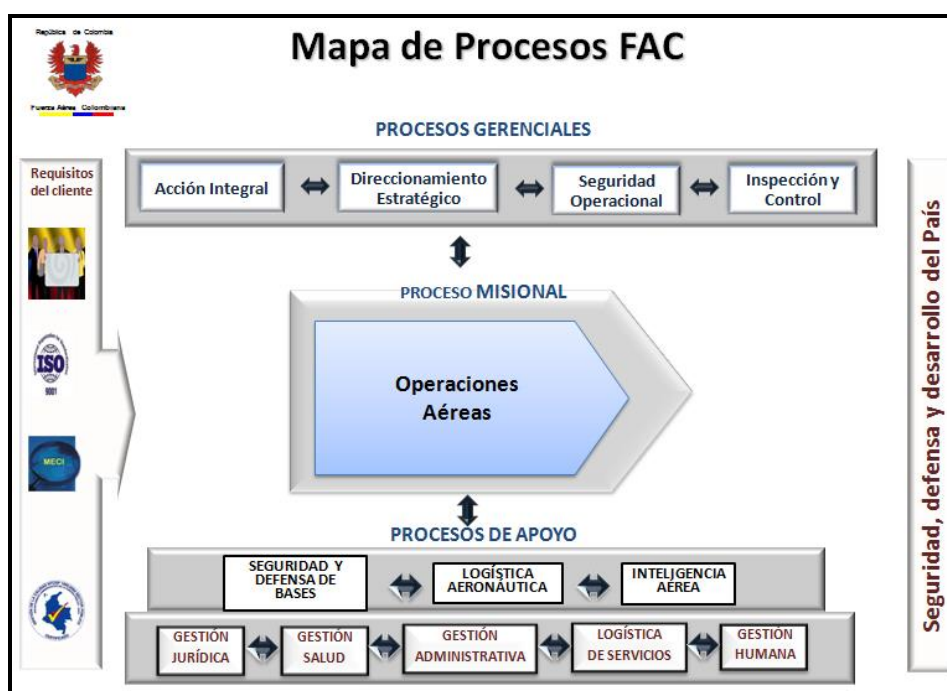 República de Colombia
Fuerza Aérea Colombiana
Mapa de Procesos FAC
PROCESOS GERENCIALES
Requisitos
del cliente
Acción Integral
Direccionamiento
Estratégico
Seguridad
Operacional
Inspección y
Control
PROCESO MISIONAL
Operaciones
Aéreas
ISO
9001
MECI
PROCESOS DE APOYO
SEGURIDAD Y
DEFENSA DE
BASES
LOGÍSTICA
AERONÁUTICA
INTELIGENCIA
AÉREA
GESTIÓN
JURÍDICA
GESTIÓN
SALUD
GESTIÓN
ADMINISTRATIVA
LOGÍSTICA
DE SERVICIOS
GESTIÓN
HUMANA
Seguridad, defensa y desarrollo del País